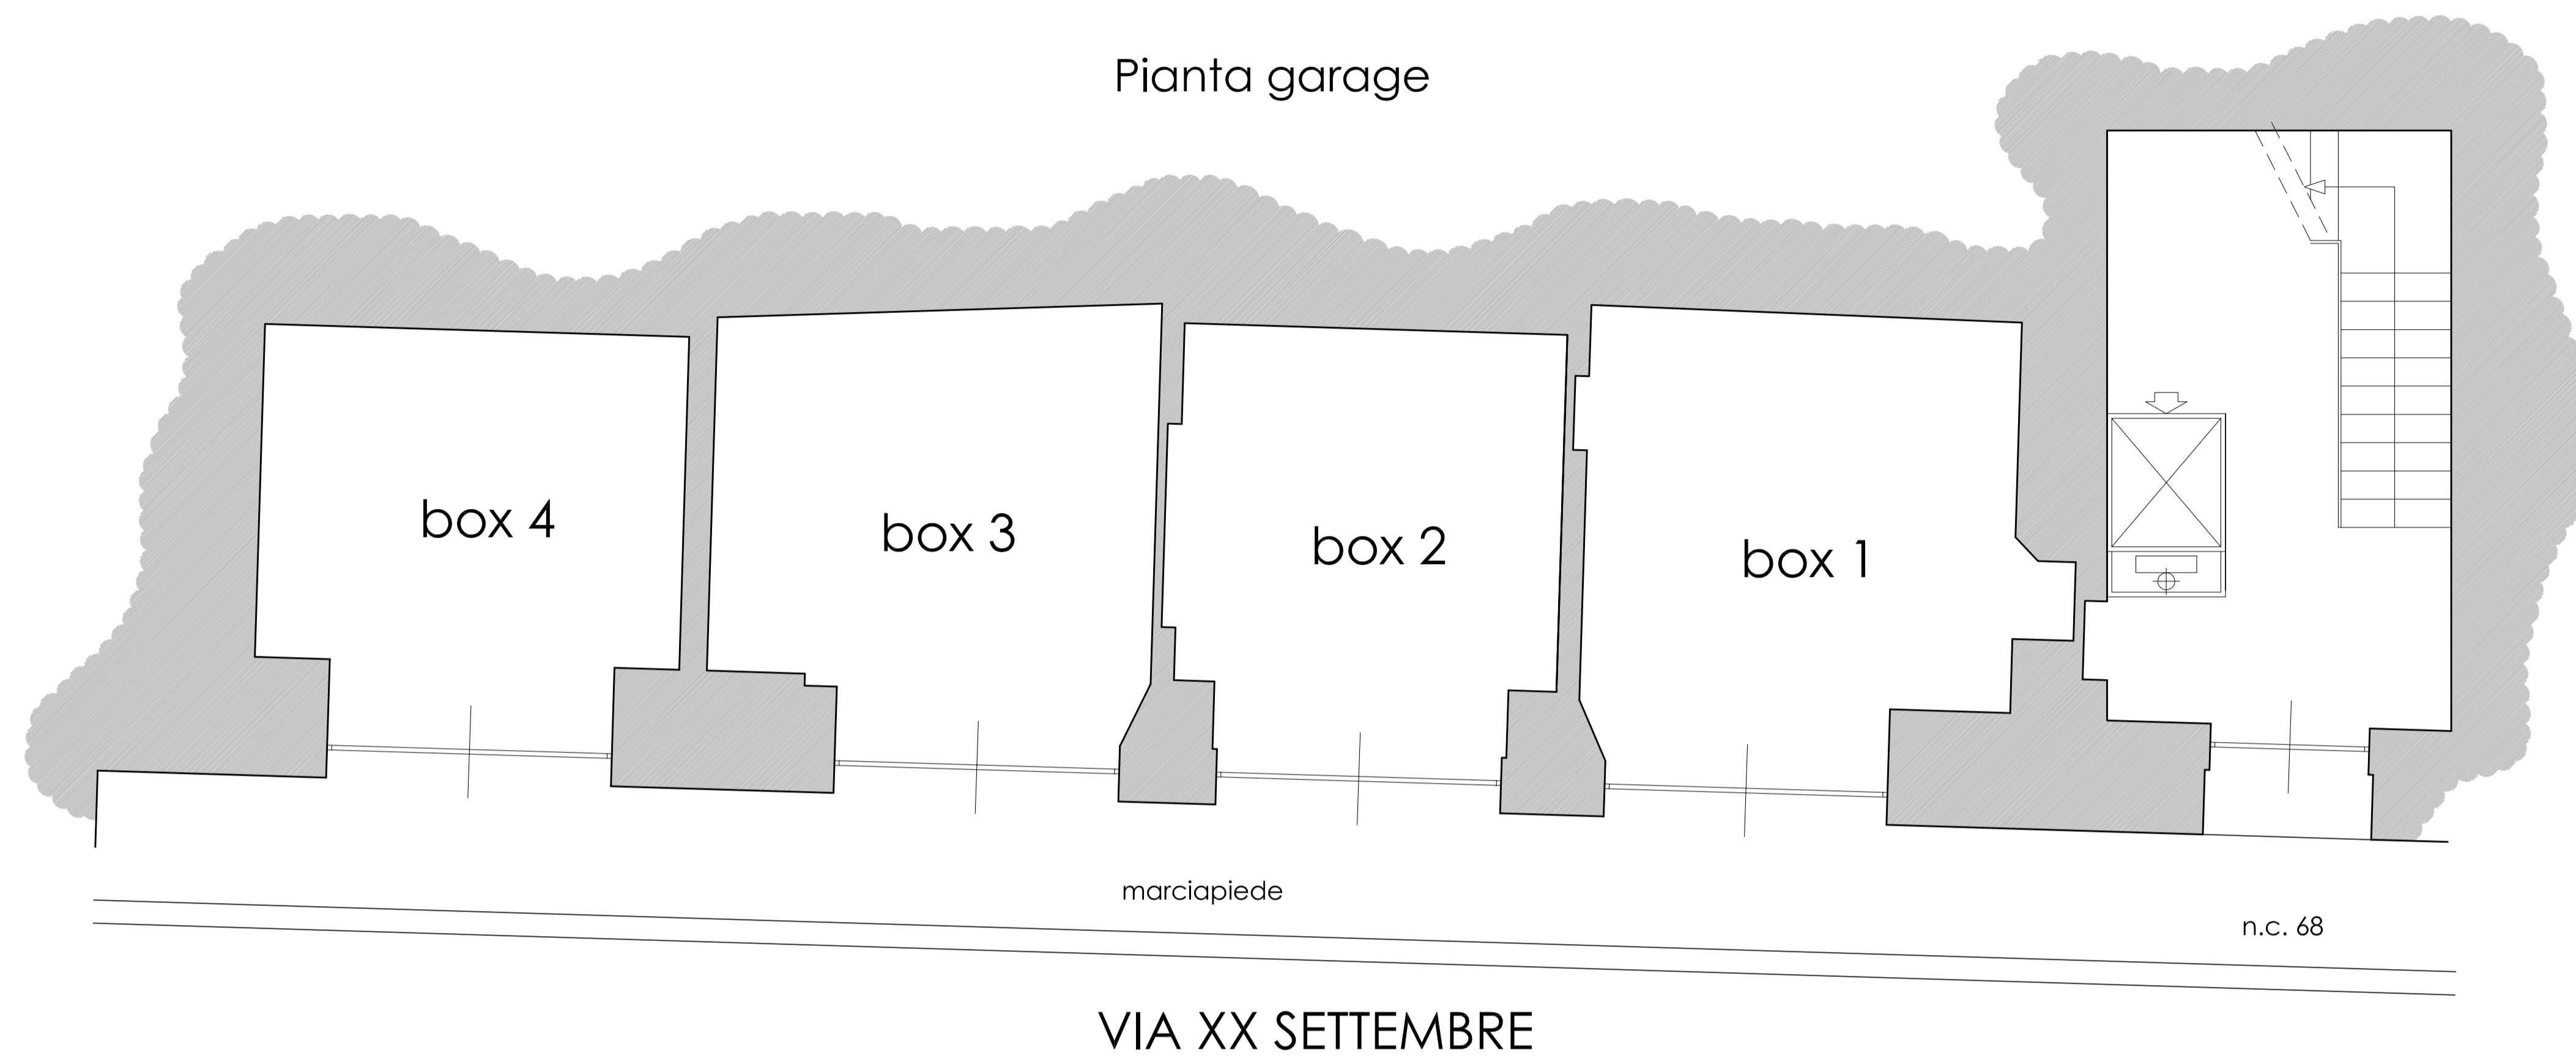 Pianta garage
box 4
box 3
box 2
box 1
marciapiede
n.c. 68
VIA XX SETTEMBRE